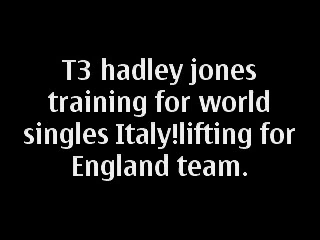 T3 hadley jones
training for world
singles Italy!lifting for
England team.